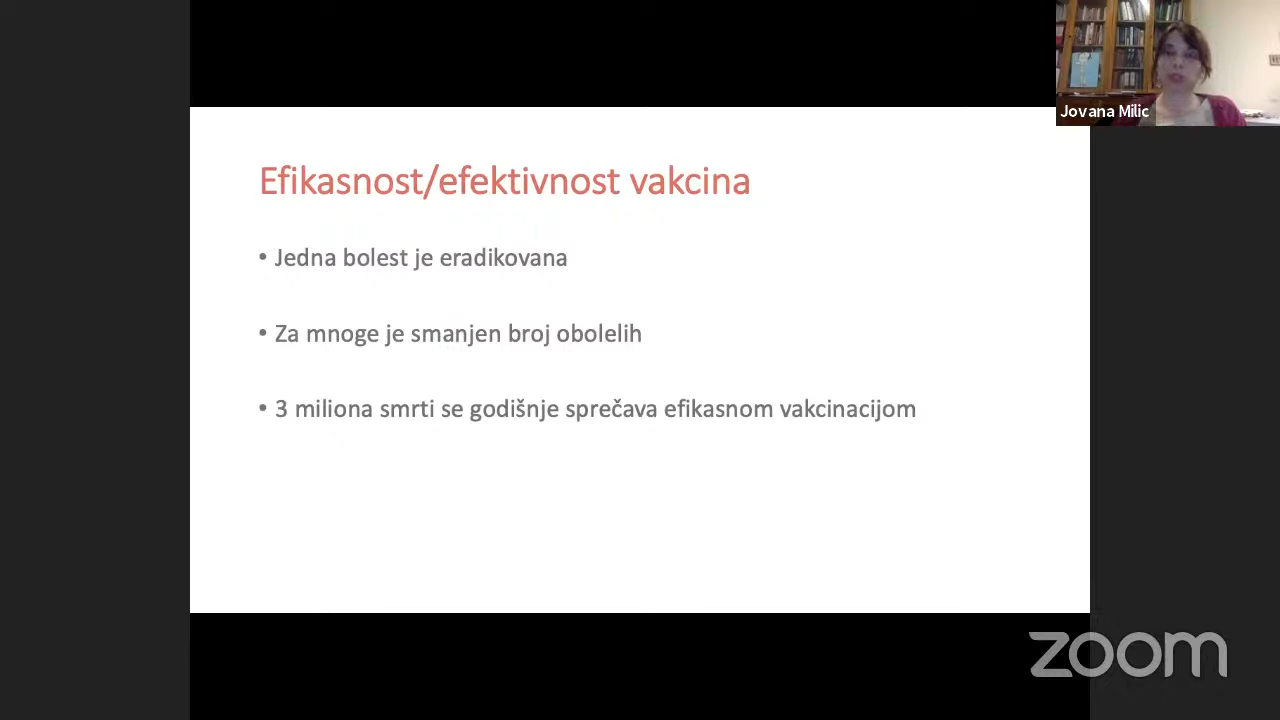 Jovana Milic
Efikasnost/efektivnost vakcina
• Jedna bolest je eradikovana
• Za mnoge je smanjen broj obolelih
• 3 miliona smrti se godišnje sprečava efikasnom vakcinacijom
zoom